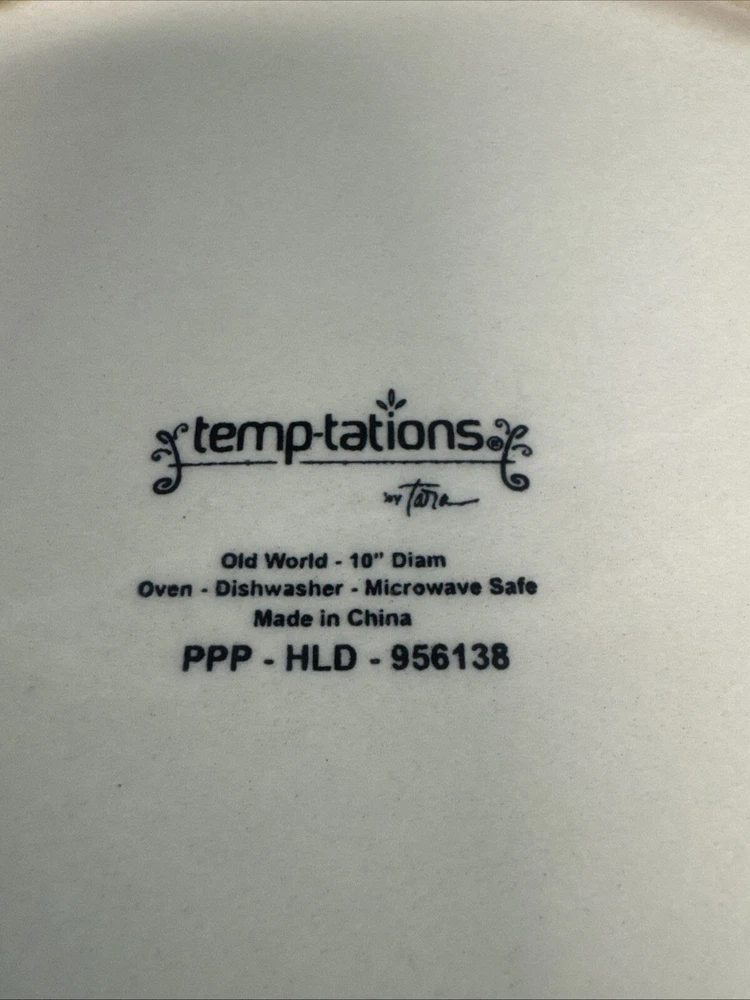 temp-tations®
by Tara
Old World - 10" Diam
Oven - Dishwasher - Microwave Safe
Made in China
PPP - HLD - 956138